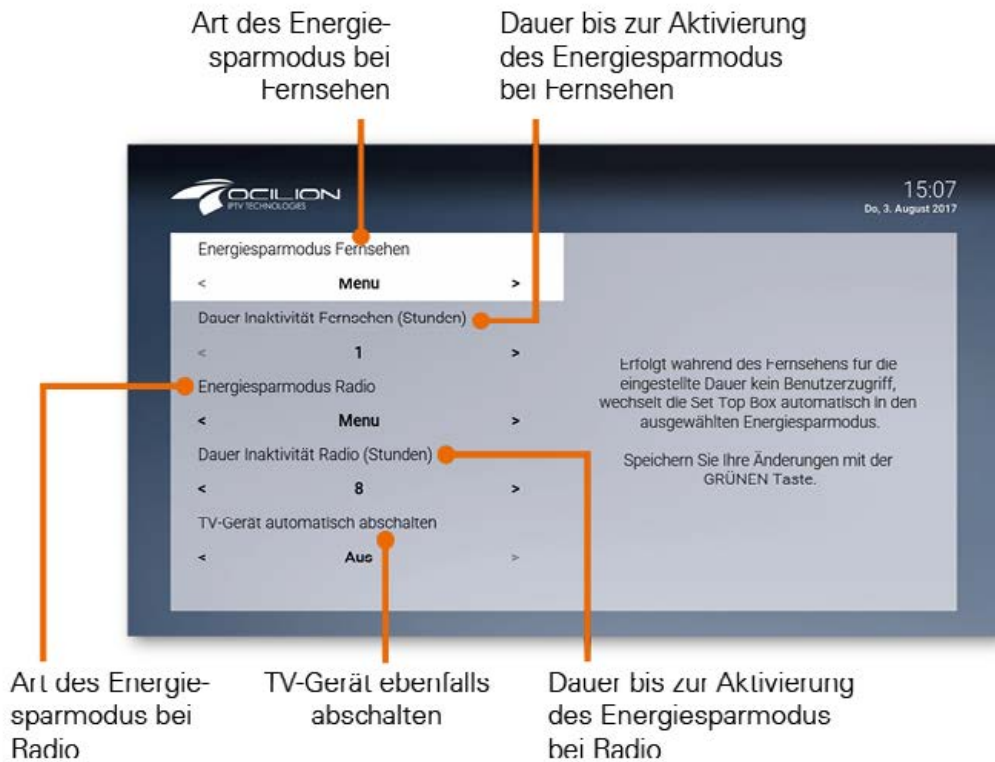 Art des Energie-
sparmodus bei
Fernsehen
Dauer bis zur Aktivierung
des Energiesparmodus
bei Fernsehen
OCILION
IPTV TECHNOLOGIES
15:07
Do, 3. August 2017
Energiesparmodus Fernsehen
< Menu >
Dauer Inaktivität Fernsehen (Stunden)
< 1 >
Energiesparmodus Radio
< Menu >
Dauer Inaktivität Radio (Stunden)
< 8 >
TV-Gerät automatisch abschalten
< Aus >
Erfolgt während des Fernsehens für die
eingestellte Dauer kein Benutzerzugriff,
wechselt die Set Top Box automatisch in den
ausgewählten Energiesparmodus.
Speichern Sie Ihre Änderungen mit der
GRÜNEN Taste.
Art des Energie-
sparmodus bei
Radio
TV-Gerät ebenfalls
abschalten
Dauer bis zur Aktivierung
des Energiesparmodus
bei Radio